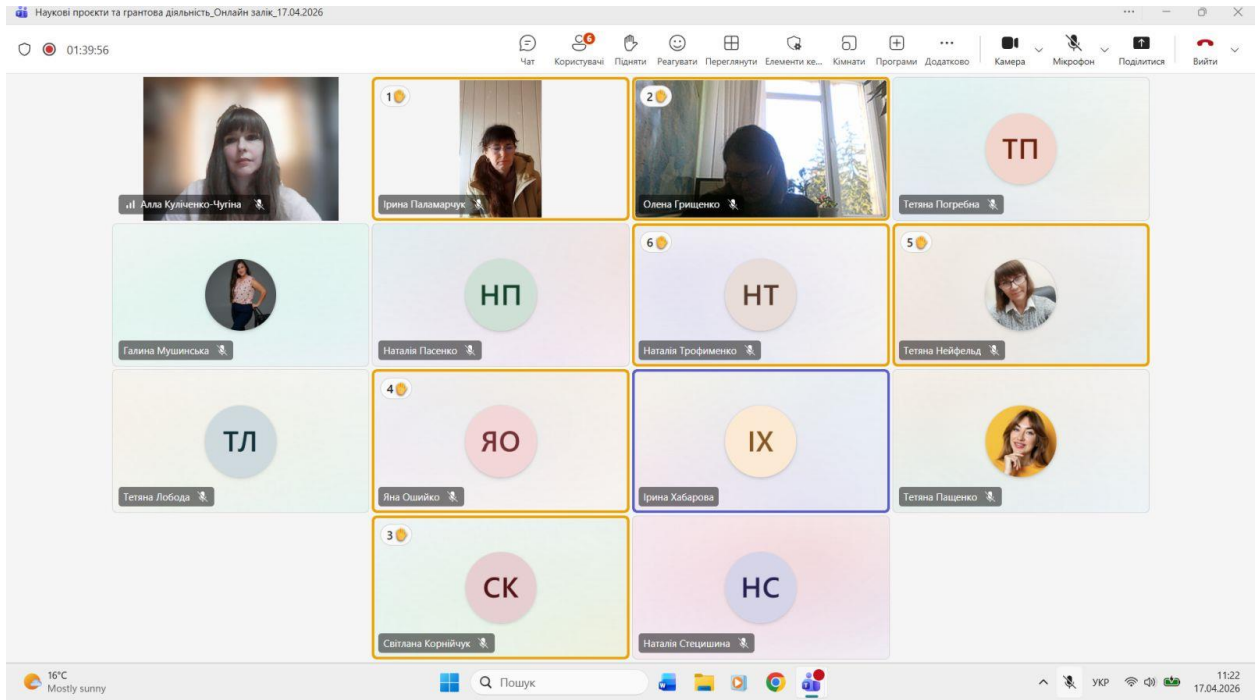 Наукові проєкти та грантова діяльність_Онлайн залік_17.04.2026
01:39:56
6
Чат Користувачі Підняти Реагувати Переглянути Елементи ке... Кімнати Програми Додатково Камера Мікрофон Поділитися Вийти
1
2
ТП
Алла Куліченко-Чугіна
Ірина Паламарчук
Олена Грищенко
Тетяна Погребна
6
5
НП
НТ
Галина Мушинська
Наталія Пасенко
Наталія Трофименко
Тетяна Нейфельд
4
ТЛ
ЯО
ІХ
Тетяна Лобода
Яна Ошийко
Ірина Хабарова
Тетяна Пащенко
3
СК
НС
Світлана Корнійчук
Наталія Стецишина
16°C
Mostly sunny
Пошук
УКР
11:22
17.04.2026